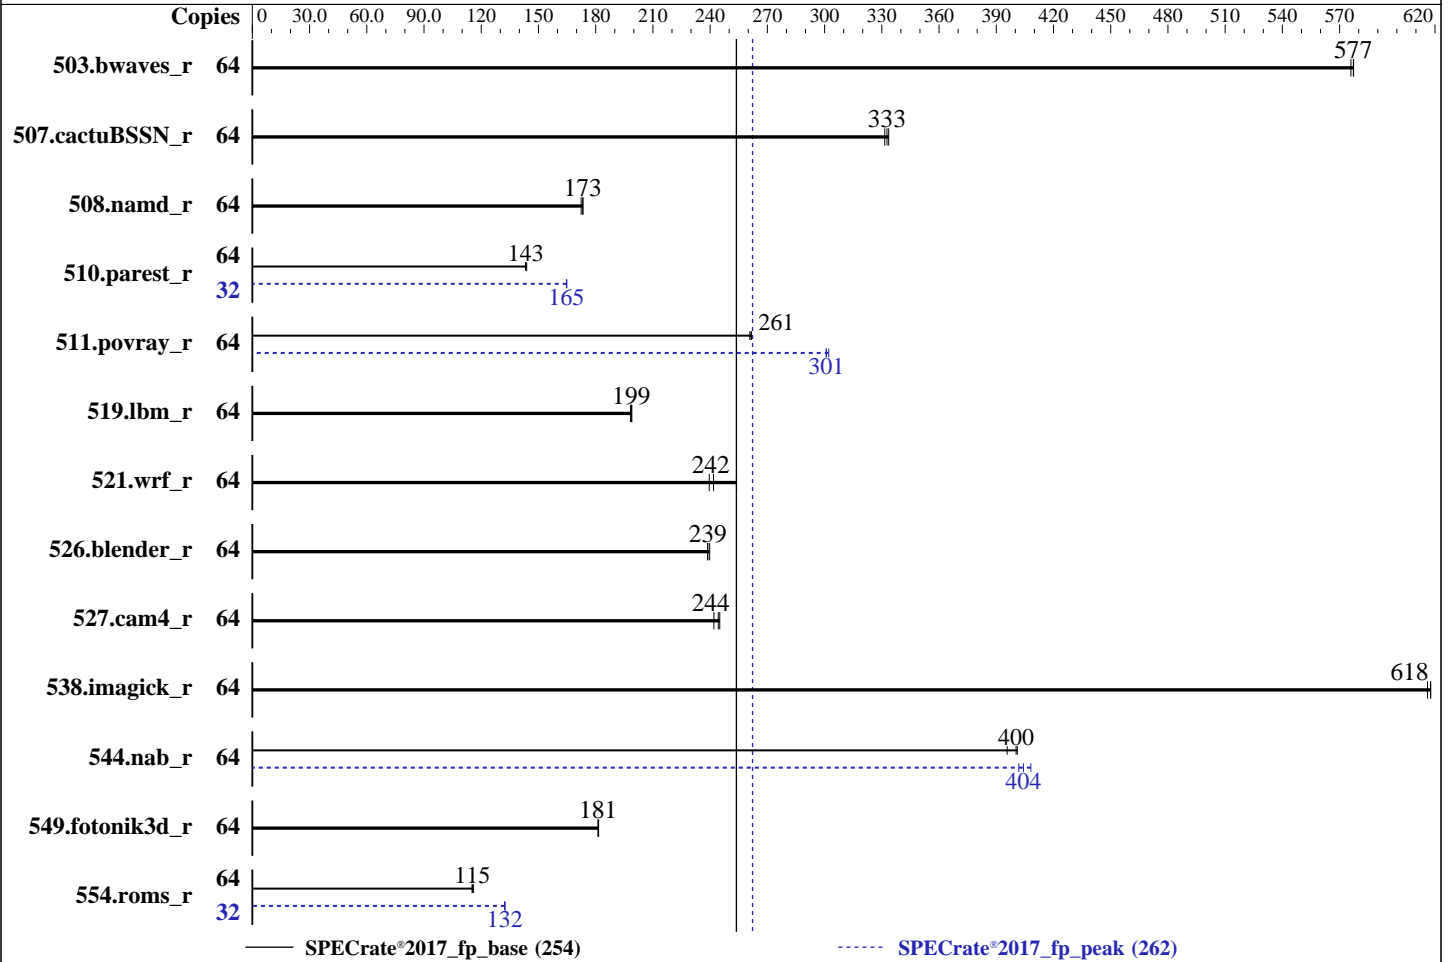 Copies 0 30.0 60.0 90.0 120 150 180 210 240 270 300 330 360 390 420 450 480 510 540 570 620
503.bwaves_r 64 577
507.cactuBSSN_r 64 333
508.namd_r 64 173
510.parest_r 64 143
32 165
511.povray_r 64 261
301
519.lbm_r 64 199
521.wrf_r 64 242
526.blender_r 64 239
527.cam4_r 64 244
538.imagick_r 64 618
544.nab_r 64 400
404
549.fotonik3d_r 64 181
554.roms_r 64 115
32 132
SPECrate®2017_fp_base (254) SPECrate®2017_fp_peak (262)